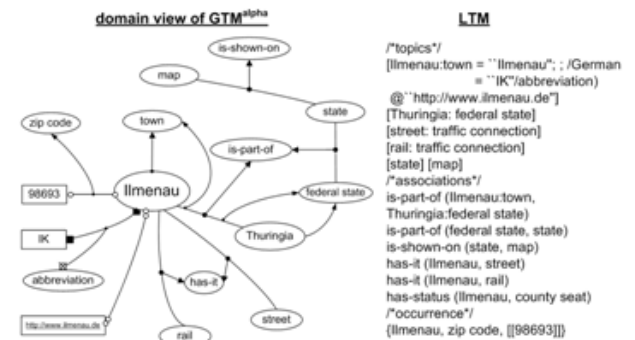 domain view of GTMalpha
is-shown-on
map
state
zip code
town
is-part-of
98693
Ilmenau
federal state
IK
Thuringia
abbreviation
has-it
http://www.ilmenau.de
street
rail
LTM
/*topics*/
[Ilmenau:town = ``Ilmenau"; ; /German
= ``IK"/abbreviation)
@``http://www.ilmenau.de"]
[Thuringia: federal state]
[street: traffic connection]
[rail: traffic connection]
[state] [map]
/*associations*/
is-part-of (Ilmenau:town,
Thuringia:federal state)
is-part-of (federal state, state)
is-shown-on (state, map)
has-it (Ilmenau, street)
has-it (Ilmenau, rail)
has-status (Ilmenau, county seat)
/*occurrence*/
{Ilmenau, zip code, [[98693]]}